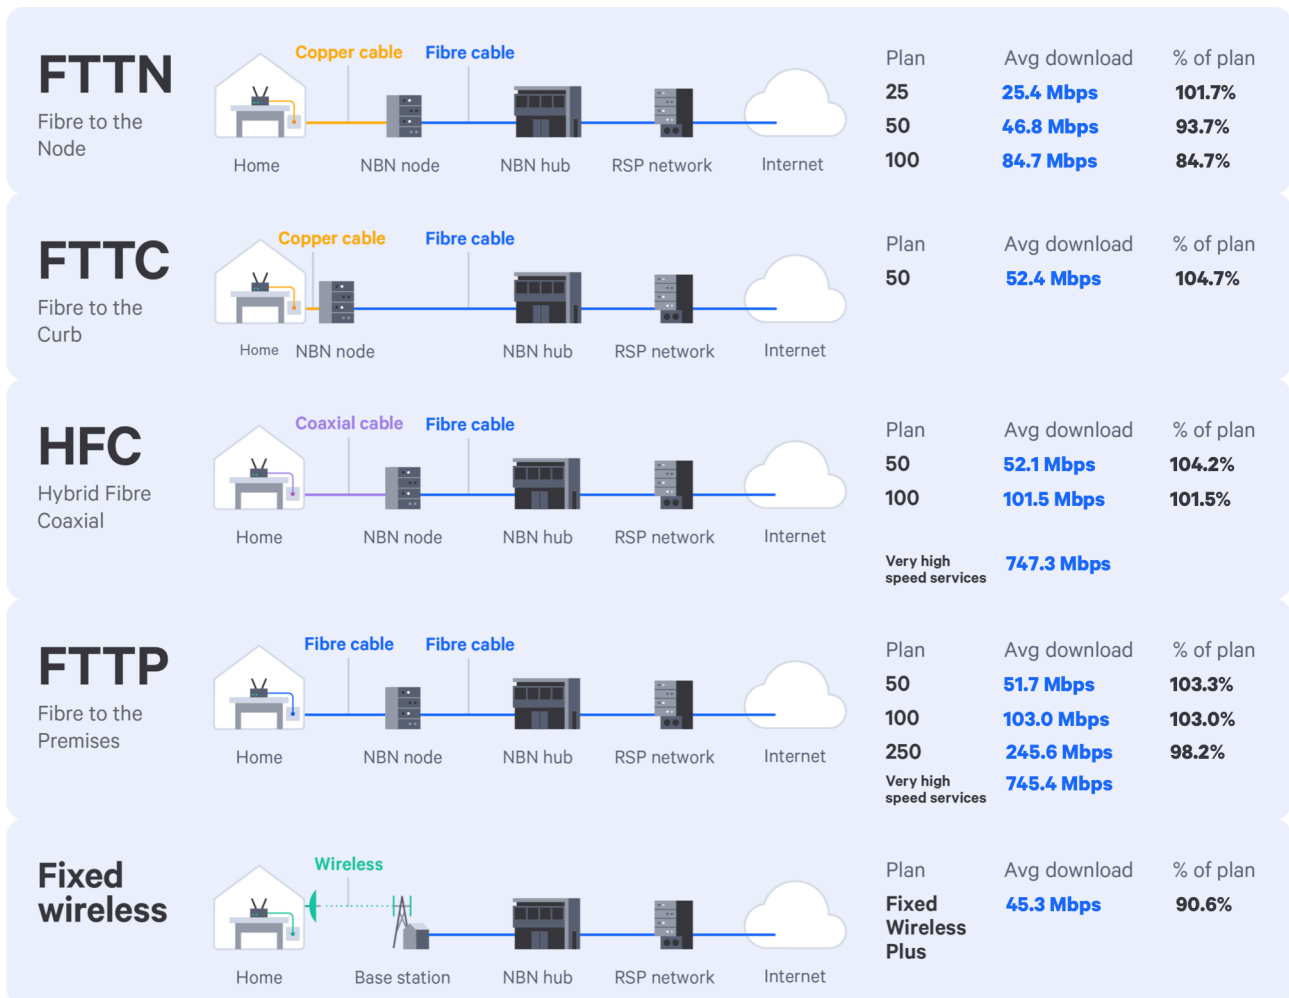 FTTN
Fibre to the
Node
Copper cable
Fibre cable
Home
NBN node
NBN hub
RSP network
Internet
Plan Avg download % of plan
25 25.4 Mbps 101.7%
50 46.8 Mbps 93.7%
100 84.7 Mbps 84.7%
FTTC
Fibre to the
Curb
Copper cable
Fibre cable
Home
NBN node
NBN hub
RSP network
Internet
Plan Avg download % of plan
50 52.4 Mbps 104.7%
HFC
Hybrid Fibre
Coaxial
Coaxial cable
Fibre cable
Home
NBN node
NBN hub
RSP network
Internet
Plan Avg download % of plan
50 52.1 Mbps 104.2%
100 101.5 Mbps 101.5%
Very high
speed services
747.3 Mbps
FTTP
Fibre to the
Premises
Fibre cable
Fibre cable
Home
NBN node
NBN hub
RSP network
Internet
Plan Avg download % of plan
50 51.7 Mbps 103.3%
100 103.0 Mbps 103.0%
250 245.6 Mbps 98.2%
Very high
speed services
745.4 Mbps
Fixed
wireless
Wireless
Home
Base station
NBN hub
RSP network
Internet
Plan Avg download % of plan
Fixed
Wireless
Plus
45.3 Mbps 90.6%